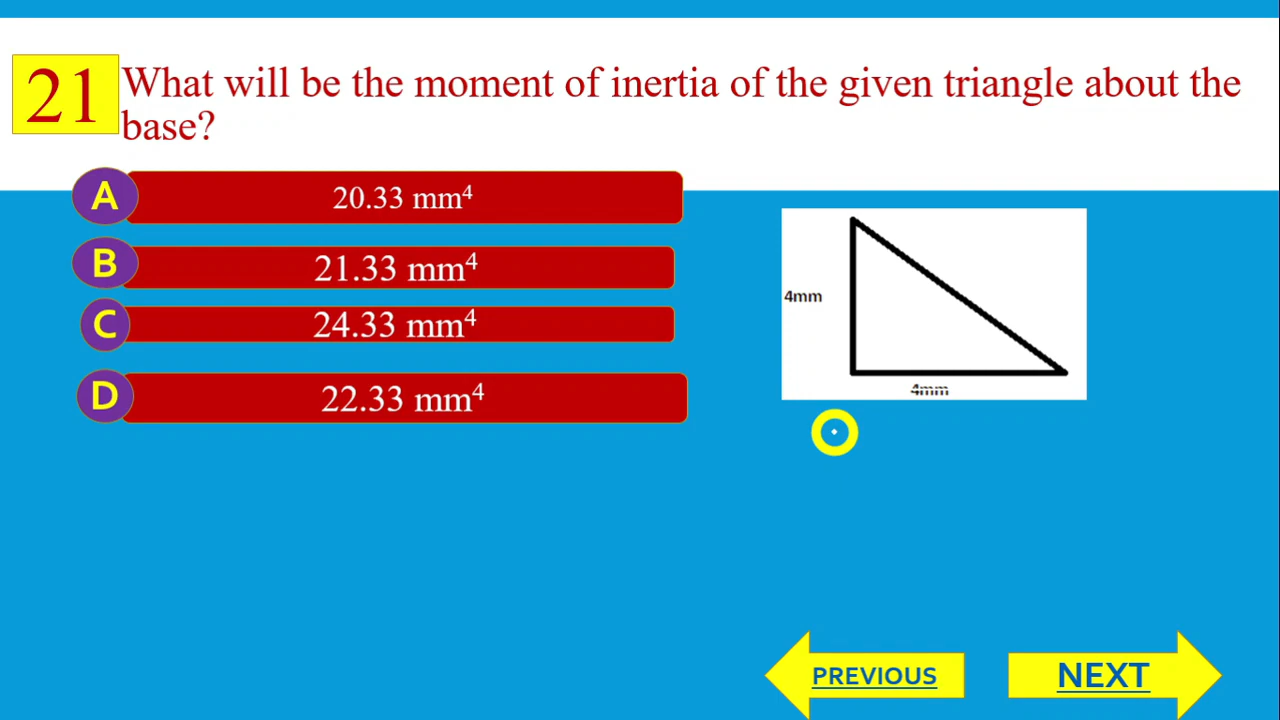 21
What will be the moment of inertia of the given triangle about the
base?
A
20.33 mm⁴
B
21.33 mm⁴
C
24.33 mm⁴
D
22.33 mm⁴
4mm
4mm
PREVIOUS
NEXT